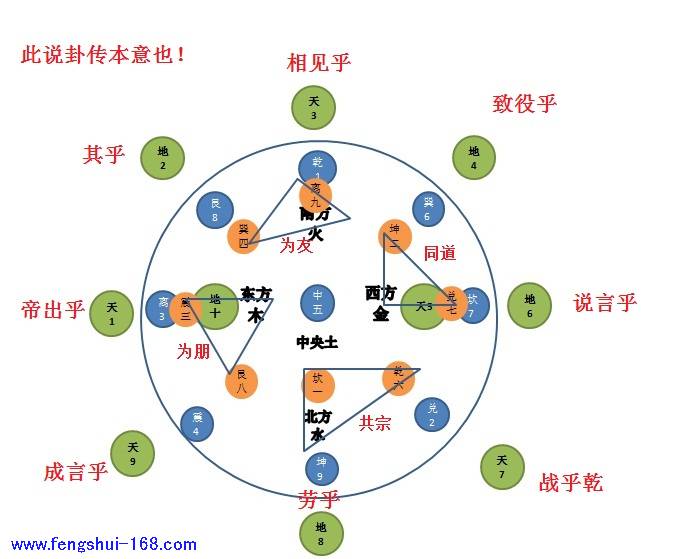 此说卦传本意也！
相见乎
致役乎
其乎
天
3
地
2
地
4
乾
1
艮
8
离
九
巽
6
巽
四
南方
火
坤
二
为友
同道
帝出乎
天
1
离
3
震
三
地
十
东方
木
中
五
西方
金
天5
兑
七
坎
7
地
6
说言乎
中央土
为朋
艮
八
坎
一
乾
六
震
4
北方
水
共宗
兑
2
天
9
成言乎
坤
9
天
7
战乎乾
劳乎
地
8
www.fengshui-168.com